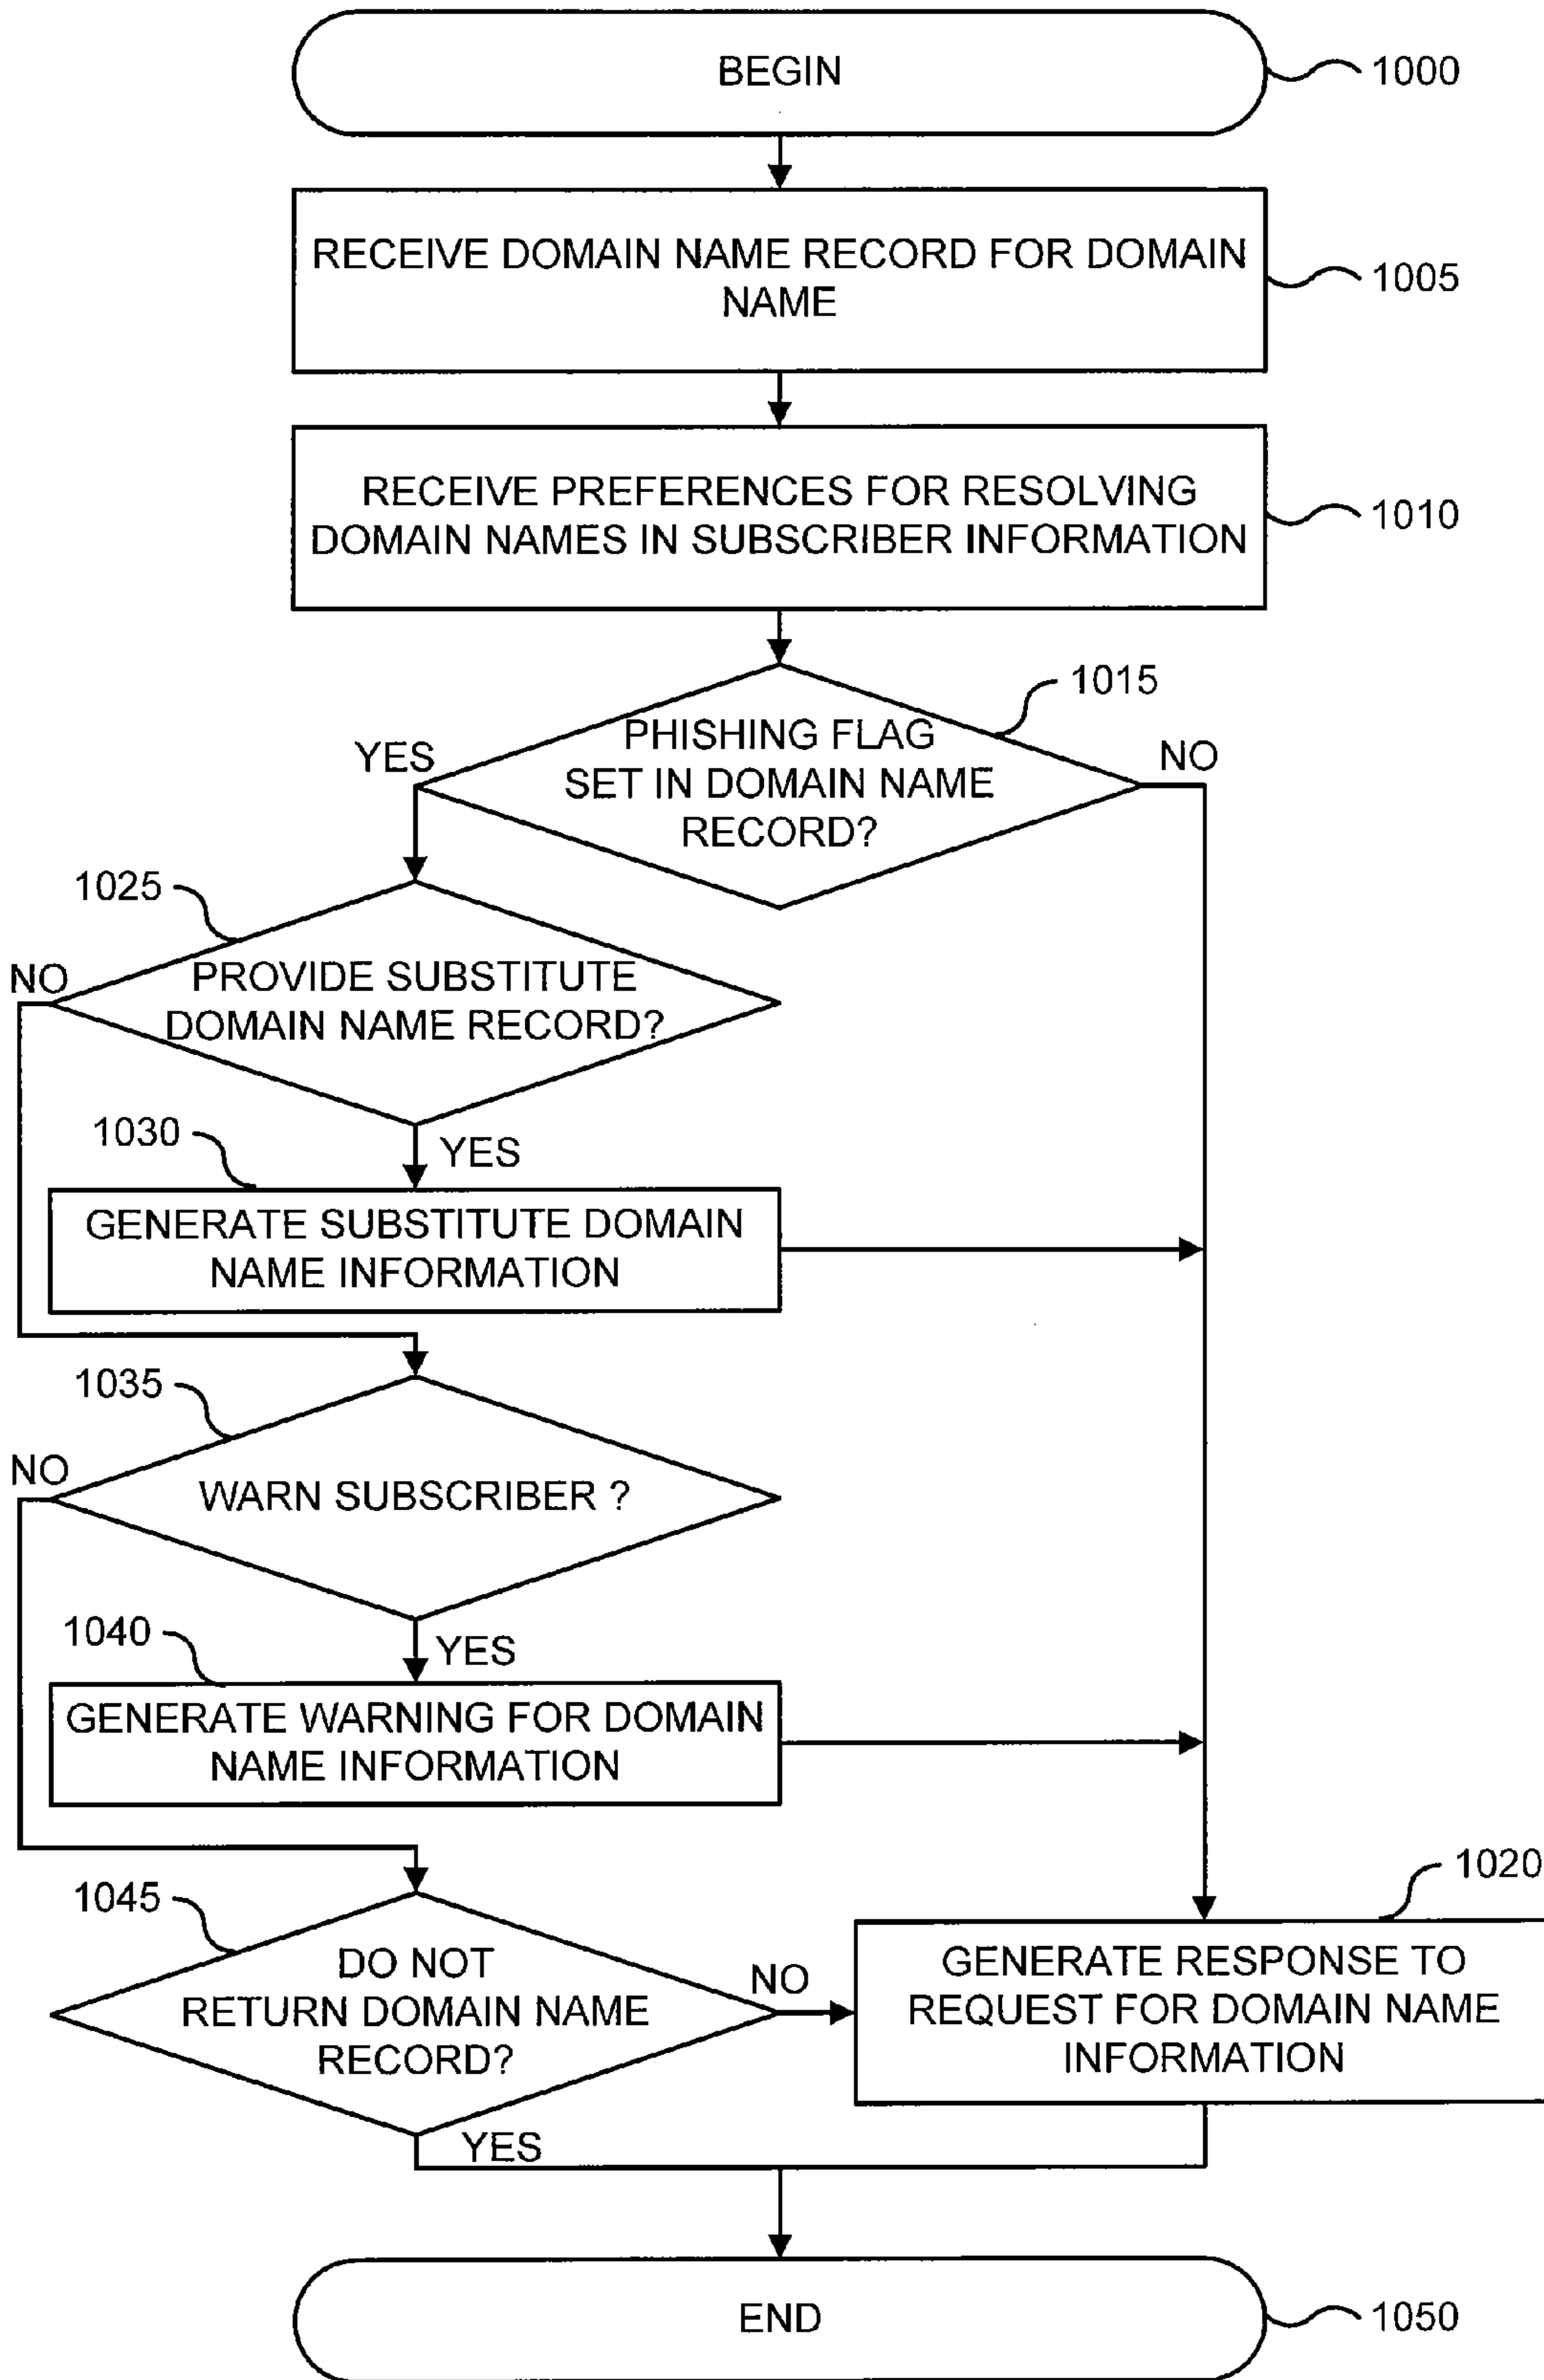 BEGIN
1000
RECEIVE DOMAIN NAME RECORD FOR DOMAIN
NAME
1005
RECEIVE PREFERENCES FOR RESOLVING
DOMAIN NAMES IN SUBSCRIBER INFORMATION
1010
1015
PHISHING FLAG
SET IN DOMAIN NAME
RECORD?
YES
NO
1025
NO
PROVIDE SUBSTITUTE
DOMAIN NAME RECORD?
1030
YES
GENERATE SUBSTITUTE DOMAIN
NAME INFORMATION
1035
NO
WARN SUBSCRIBER ?
1040
YES
GENERATE WARNING FOR DOMAIN
NAME INFORMATION
1045
DO NOT
RETURN DOMAIN NAME
RECORD?
NO
YES
1020
GENERATE RESPONSE TO
REQUEST FOR DOMAIN NAME
INFORMATION
END
1050